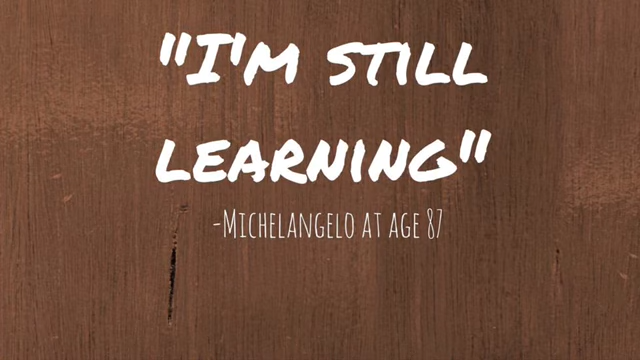 "I'M STILL
LEARNING"
-MICHELANGELO AT AGE 87